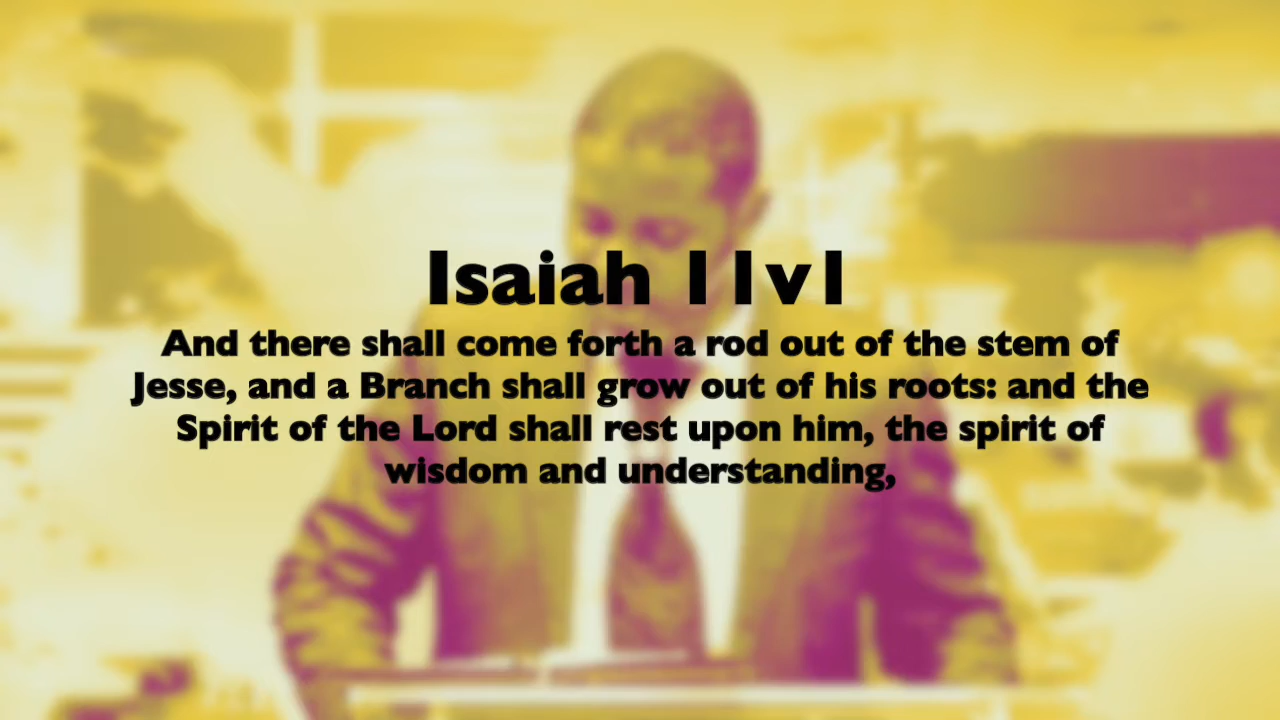 Isaiah 11v1
And there shall come forth a rod out of the stem of
Jesse, and a Branch shall grow out of his roots: and the
Spirit of the Lord shall rest upon him, the spirit of
wisdom and understanding,